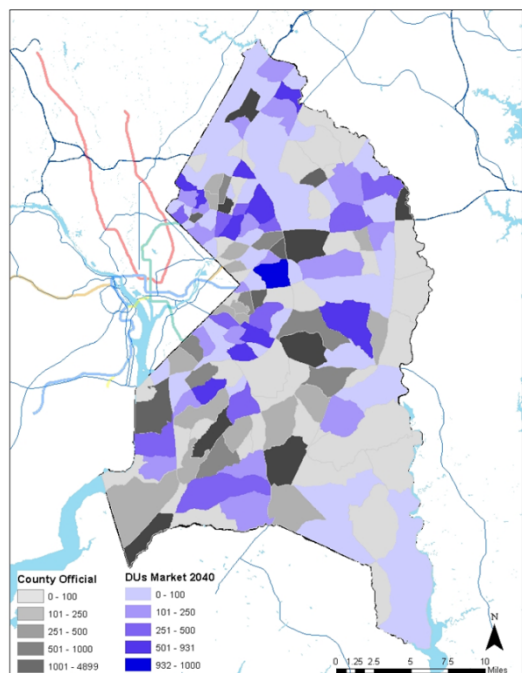 County Official
0 - 100
101 - 250
251 - 500
501 - 1000
1001 - 4899
DUs Market 2040
0 - 100
101 - 250
251 - 500
501 - 931
932 - 1000
N
0 1.25 2.5 5 7.5 10
Miles